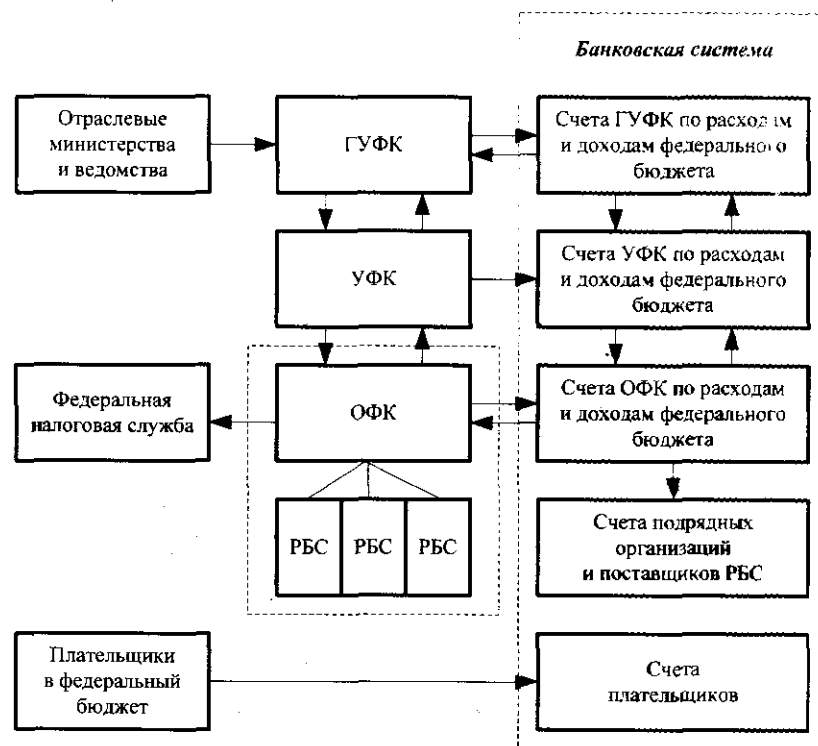 Банковская система
Отраслевые
министерства
и ведомства
ГУФК
Счета ГУФК по расходам
и доходам федерального
бюджета
УФК
Счета УФК по расходам
и доходам федерального
бюджета
Федеральная
налоговая служба
ОФК
Счета ОФК по расходам
и доходам федерального
бюджета
РБС
РБС
РБС
Счета подрядных
организаций
и поставщиков РБС
Плательщики
в федеральный
бюджет
Счета
плательщиков